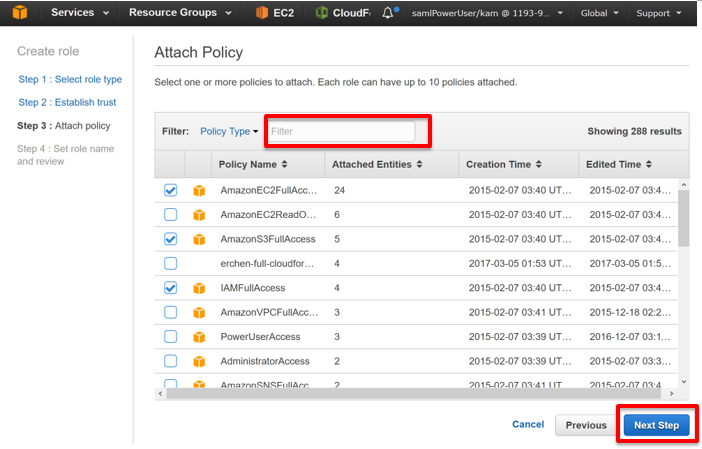 Services Resource Groups EC2 CloudF samlPowerUser/kam @ 1193-9... Global Support
Create role
Step 1 : Select role type
Step 2 : Establish trust
Step 3 : Attach policy
Step 4 : Set role name
and review
Attach Policy
Select one or more policies to attach. Each role can have up to 10 policies attached.
Filter: Policy Type Filter Showing 288 results
Policy Name Attached Entities Creation Time Edited Time
AmazonEC2FullAcc... 24 2015-02-07 03:40 UT... 2015-02-07 03:4...
AmazonEC2ReadO... 6 2015-02-07 03:40 UT... 2015-02-07 03:4...
AmazonS3FullAccess 5 2015-02-07 03:40 UT... 2015-02-07 03:4...
erchen-full-cloudfor... 4 2017-03-05 01:53 UT... 2017-03-05 01:5...
IAMFullAccess 4 2015-02-07 03:40 UT... 2015-02-07 03:4...
AmazonVPCFullAcc... 3 2015-02-07 03:41 UT... 2015-12-18 02:2...
PowerUserAccess 3 2015-02-07 03:39 UT... 2016-12-07 03:1...
AdministratorAccess 2 2015-02-07 03:39 UT... 2015-02-07 03:3...
AmazonSNSFullAcc... 2 2015-02-07 03:41 UT... 2015-02-07 03:4...
Cancel Previous Next Step